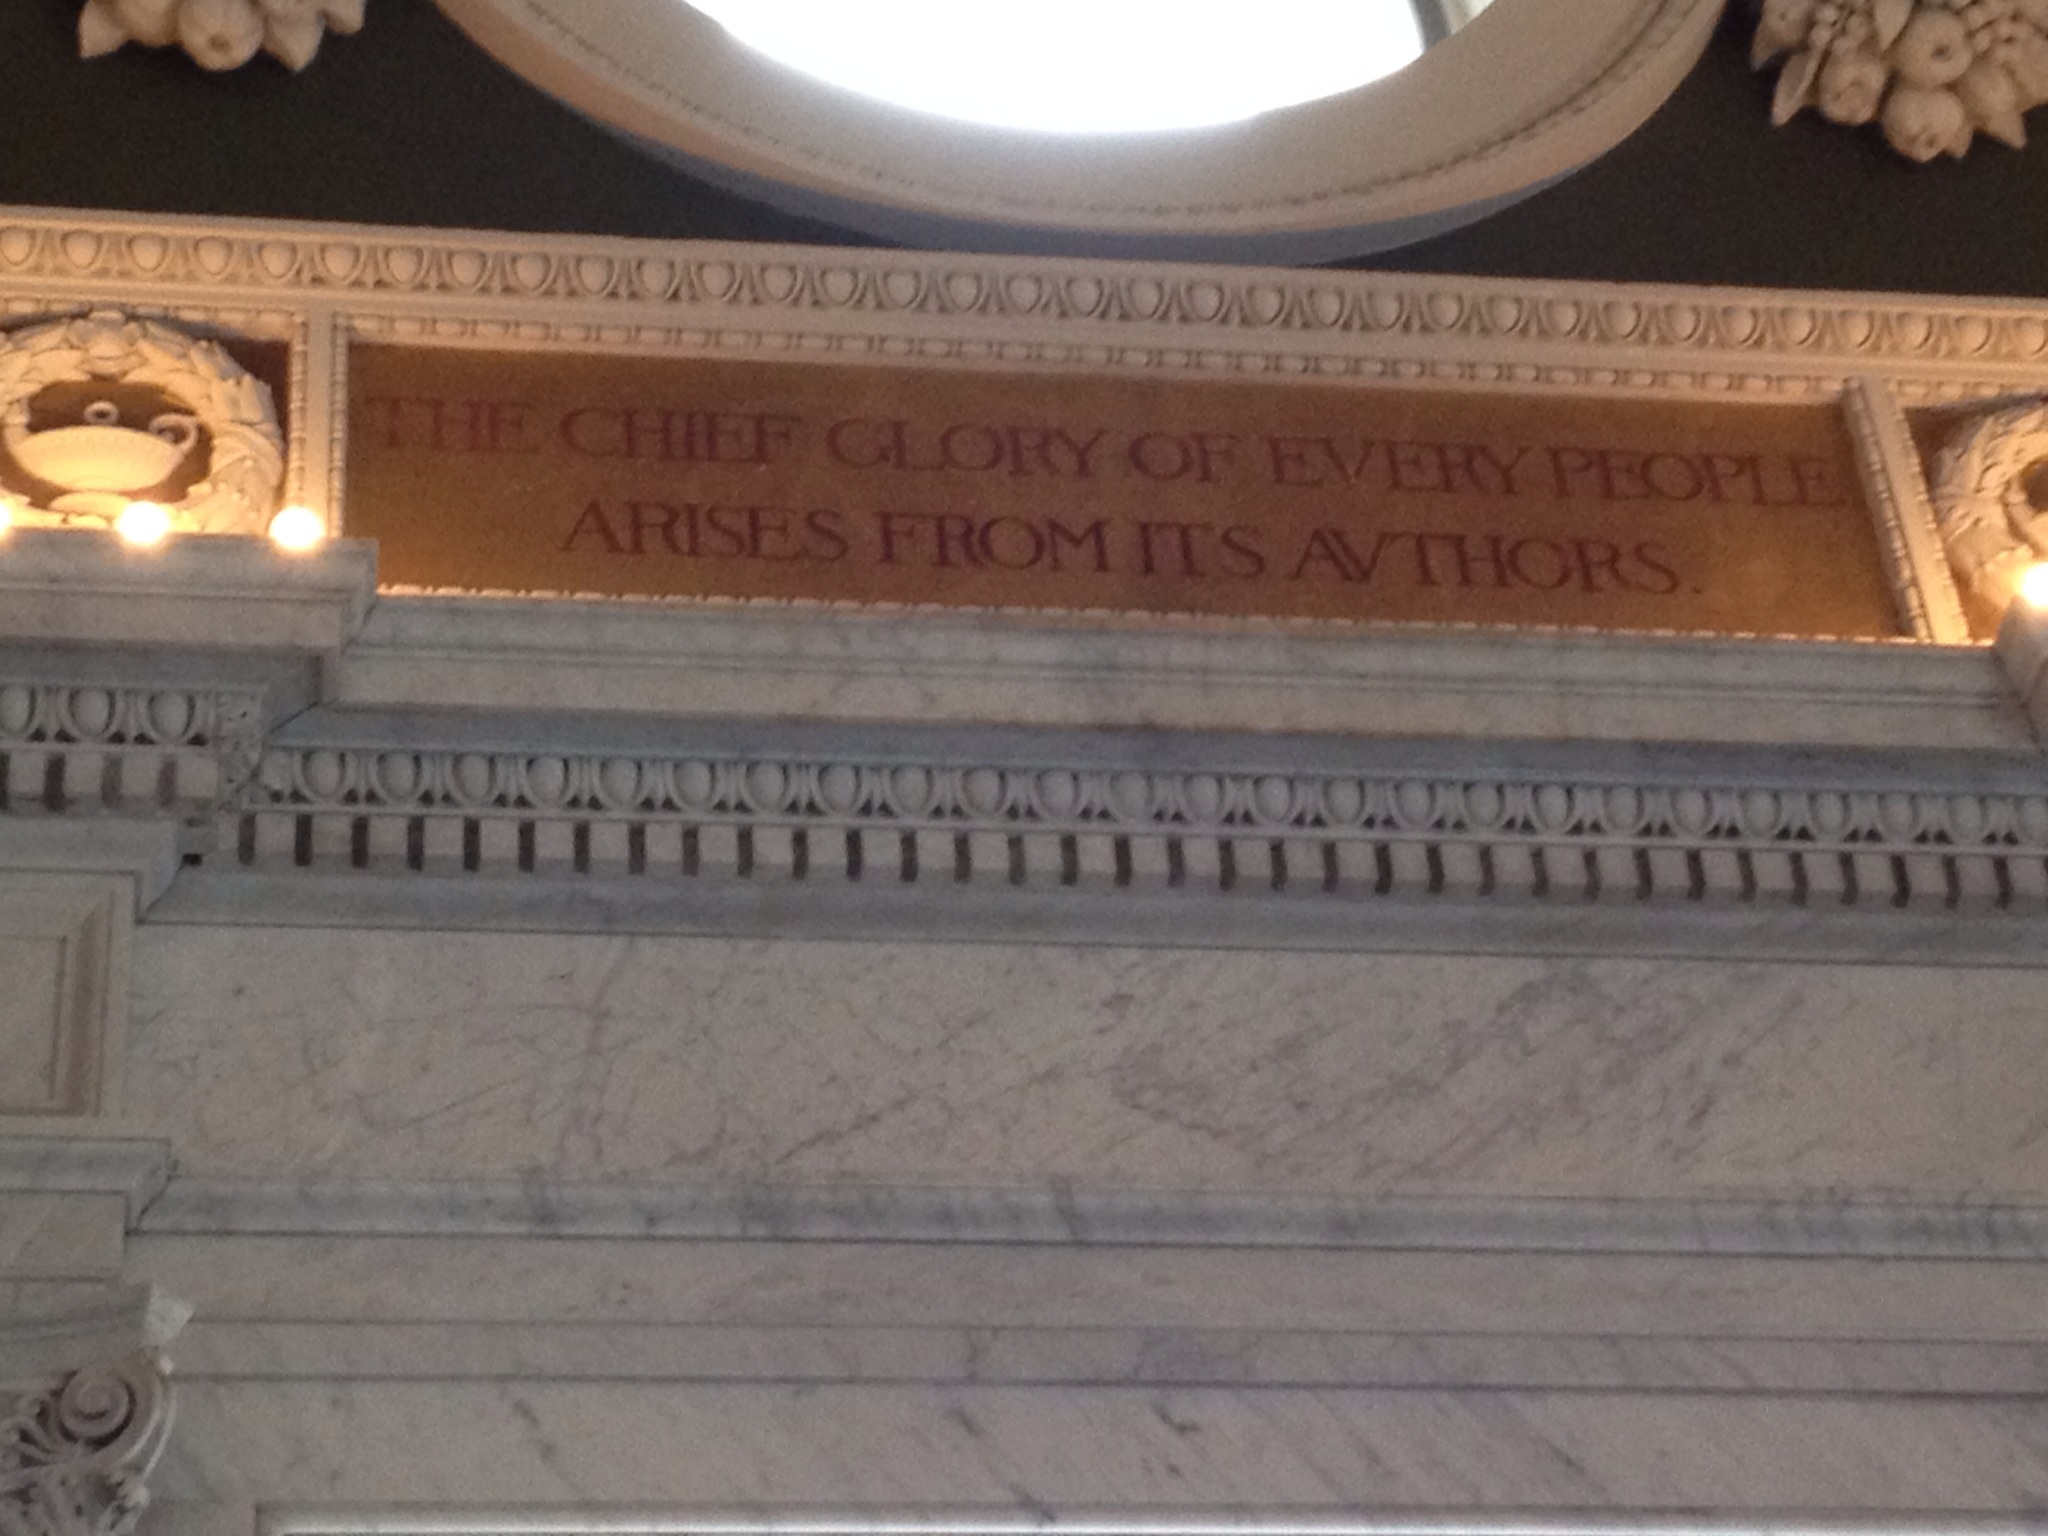 THE CHIEF GLORY OF EVERY PEOPLE
ARISES FROM ITS AVTHORS.